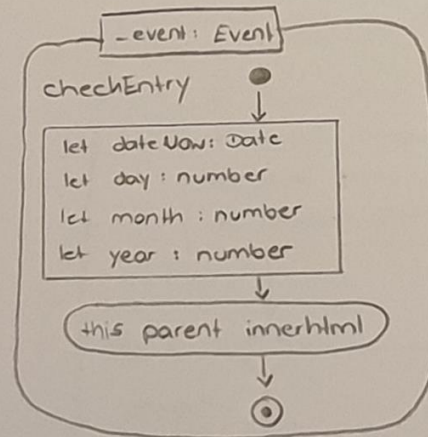 _event: Event
chechEntry
let dateNow: Date
let day: number
let month: number
let year: number
this parent innerhtml